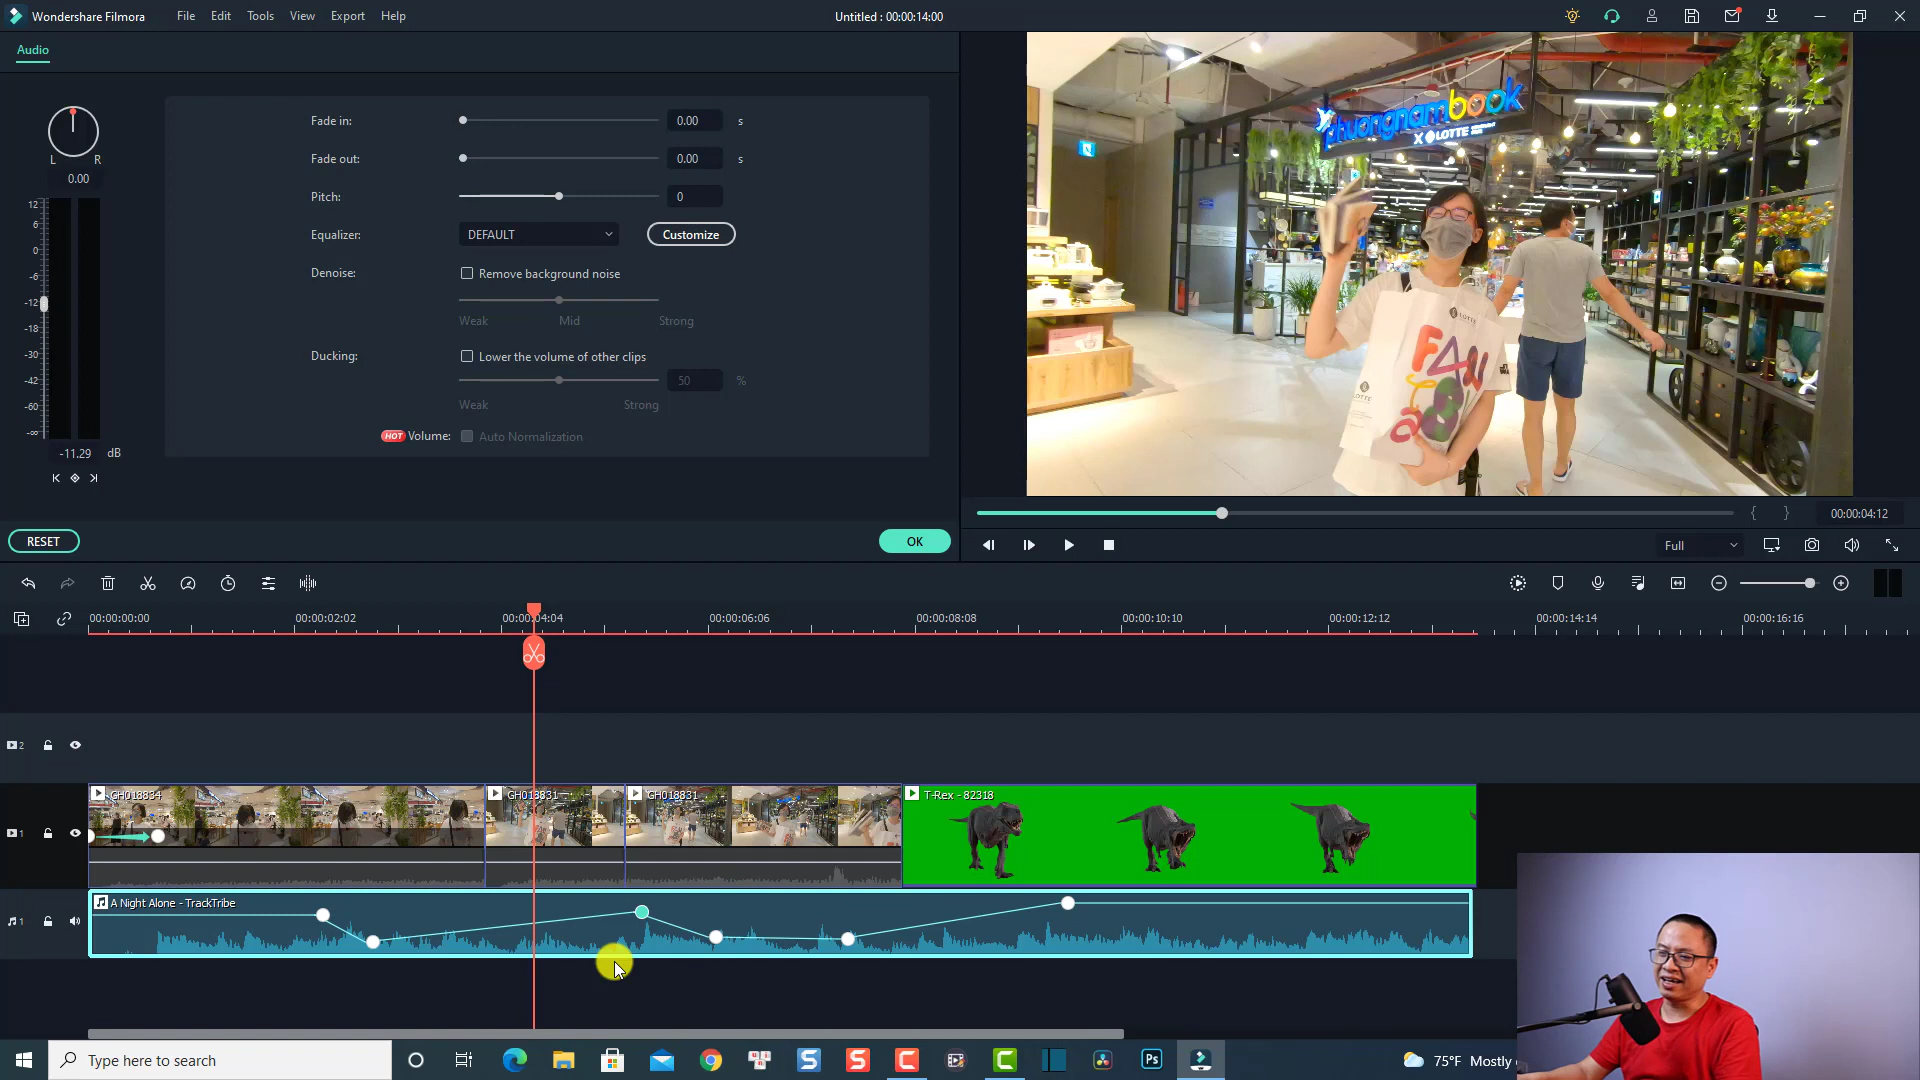 Wondershare Filmora
File
Edit
Tools
View
Export
Help
Untitled : 00:00:14:00
Audio
L
R
0.00
12
6
0
-6
-12
-18
-30
-42
-60
-∞
-11.29 dB
Fade in: 0.00 s
Fade out: 0.00 s
Pitch: 0
Equalizer: DEFAULT Customize
Denoise: Remove background noise
Weak Mid Strong
Ducking: Lower the volume of other clips
50 %
Weak Strong
HOT Volume: Auto Normalization
RESET
OK
phuongnambook
X LOTTE
LOTTE
{ } 00:00:04:12
Full
00:00:00:00
00:00:02:02
00:00:04:04
00:00:06:06
00:00:08:08
00:00:10:10
00:00:12:12
00:00:14:14
00:00:16:16
2
1
GH018834
GH018831
GH018831
T-Rex - 82318
1
A Night Alone - TrackTribe
Type here to search
Ps
75°F Mostly